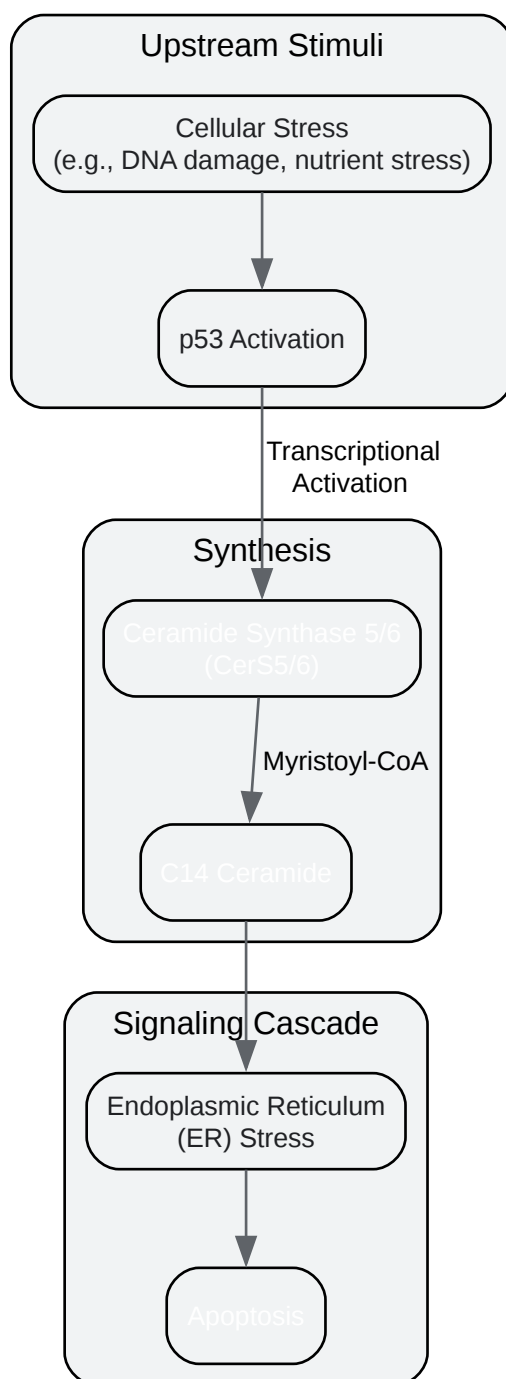 Upstream Stimuli
Cellular Stress
(e.g., DNA damage, nutrient stress)
p53 Activation
Transcriptional
Activation
Synthesis
Ceramide Synthase 5/6
(CerS5/6)
Myristoyl-CoA
C14 Ceramide
Signaling Cascade
Endoplasmic Reticulum
(ER) Stress
Apoptosis